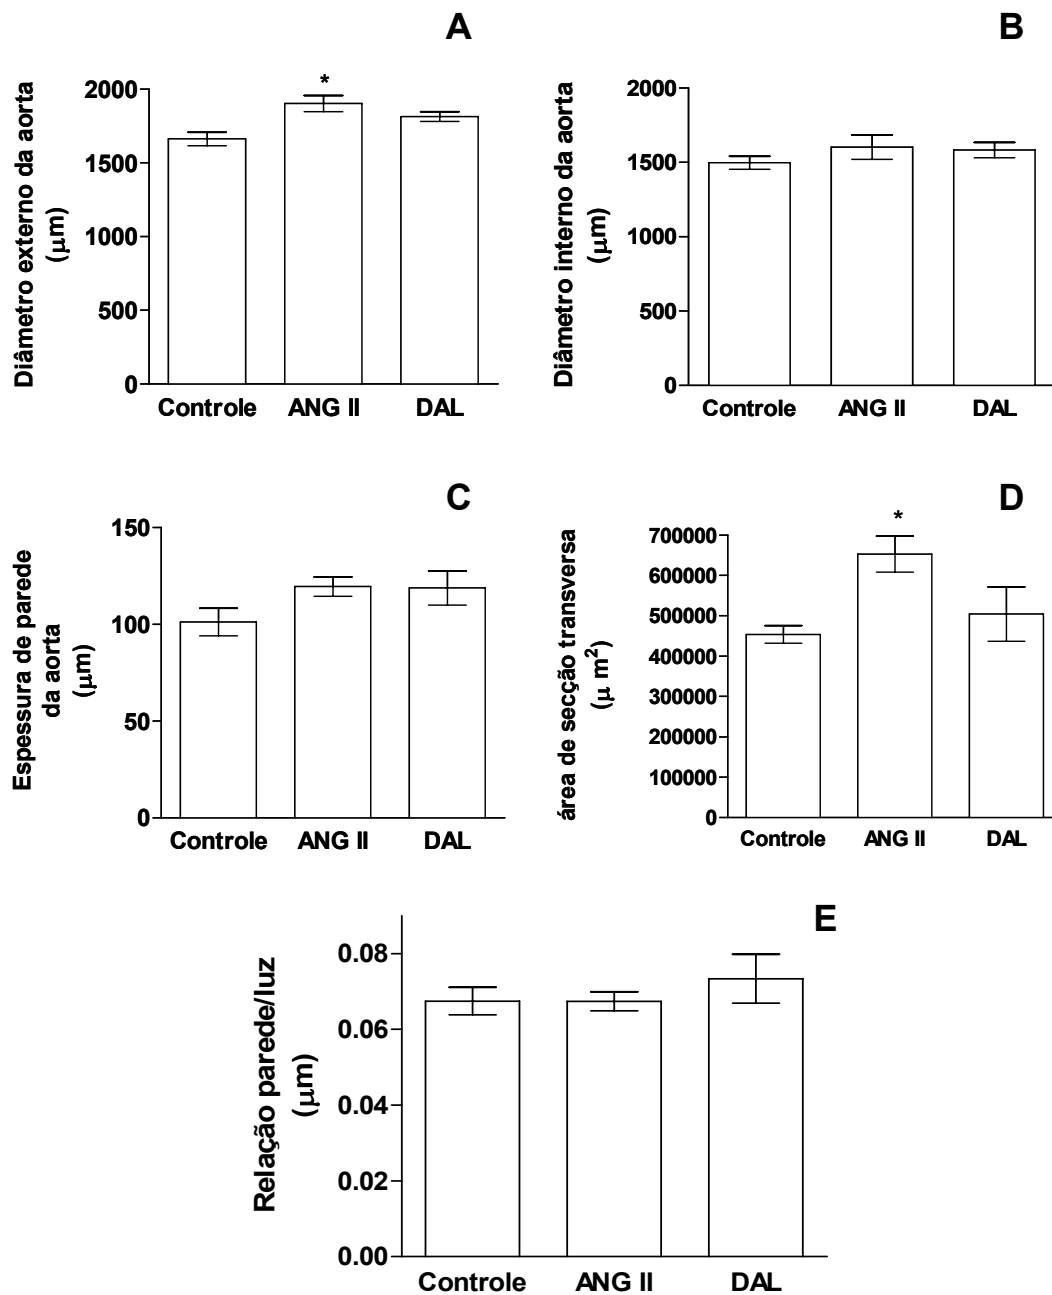 A
*
Diâmetro externo da aorta
(μm)
2000
1500
1000
500
0
Controle ANG II DAL
B
Diâmetro interno da aorta
(μm)
2000
1500
1000
500
0
Controle ANG II DAL
C
Espessura de parede
da aorta
(μm)
150
100
50
0
Controle ANG II DAL
D
*
área de secção transversa
(μ m²)
700000
600000
500000
400000
300000
200000
100000
0
Controle ANG II DAL
E
Relação parede/luz
(μm)
0.08
0.06
0.04
0.02
0.00
Controle ANG II DAL